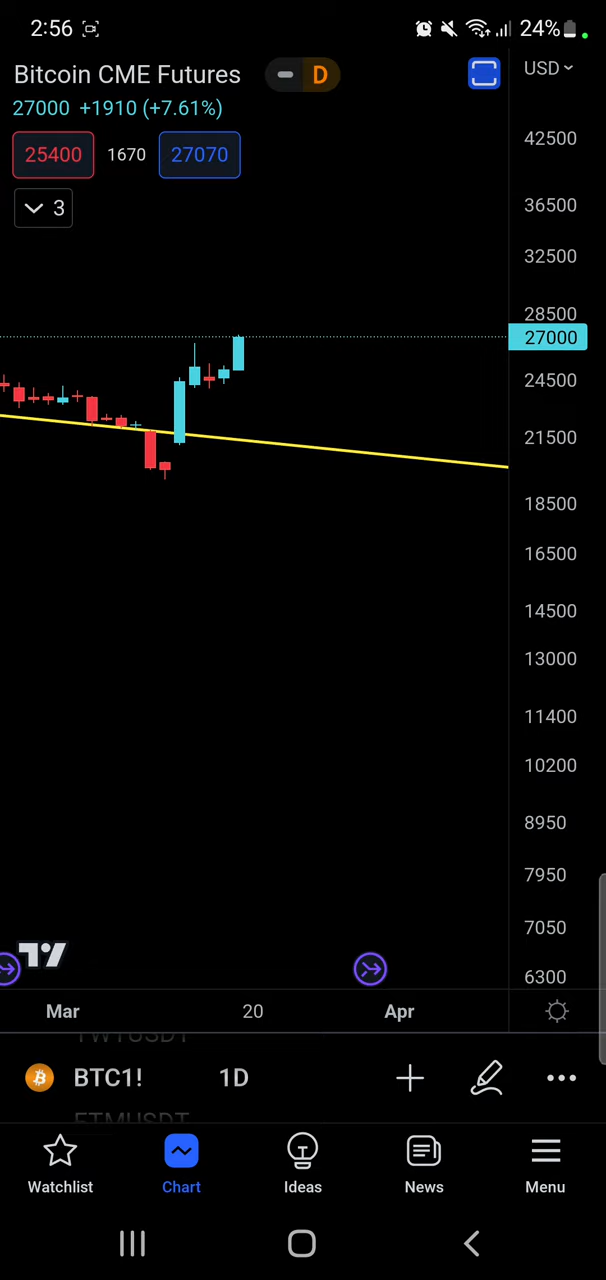 2:56 24%
Bitcoin CME Futures D USD
27000 +1910 (+7.61%)
25400 1670 27070
3
42500
36500
32500
28500
27000
24500
21500
18500
16500
14500
13000
11400
10200
8950
7950
7050
6300
Mar 20 Apr
TWTUSDT
BTC1! 1D
FTMUSDT
Watchlist Chart Ideas News Menu